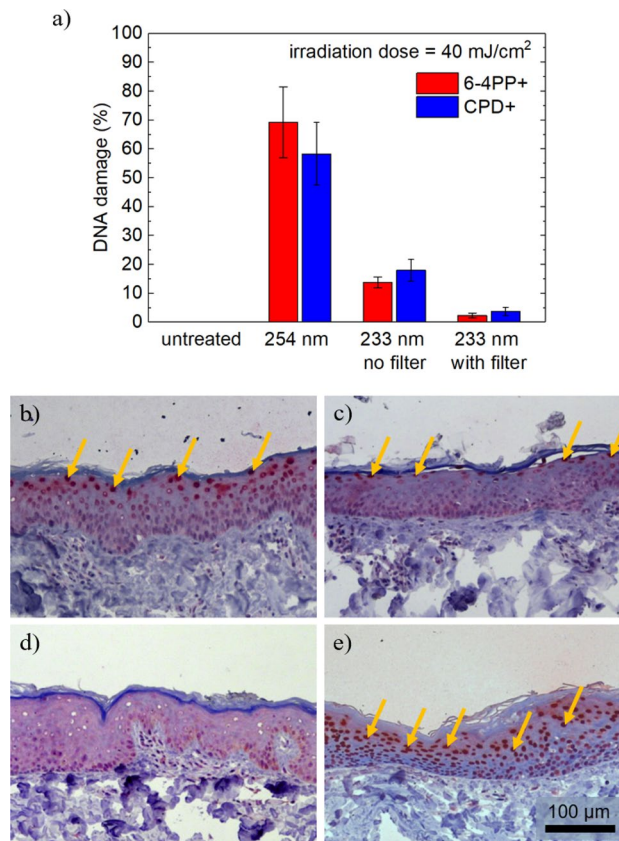 a)
irradiation dose = 40 mJ/cm²
6-4PP+
CPD+
100
90
80
70
60
50
40
30
20
10
0
DNA damage (%)
untreated 254 nm 233 nm 233 nm
no filter with filter
b) c)
d) e)
100 µm